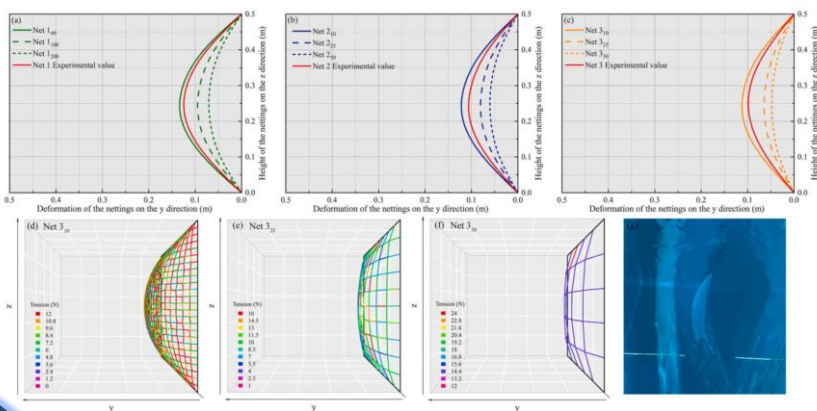 (a)
Net 1₄₀
Net 1₁₀₀
Net 1₂₀₀
Net 1 Experimental value
0.5
0.4
0.3
0.2
0.1
0.0
Height of the nettings on the z direction (m)
0.5 0.4 0.3 0.2 0.1 0.0
Deformation of the nettings on the y direction (m)
(b)
Net 2₁₀
Net 2₂₅
Net 2₅₀
Net 2 Experimental value
0.5
0.4
0.3
0.2
0.1
0.0
Height of the nettings on the z direction (m)
0.5 0.4 0.3 0.2 0.1 0.0
Deformation of the nettings on the y direction (m)
(c)
Net 3₁₀
Net 3₂₅
Net 3₅₀
Net 3 Experimental value
0.5
0.4
0.3
0.2
0.1
0.0
Height of the nettings on the z direction (m)
0.5 0.4 0.3 0.2 0.1 0.0
Deformation of the nettings on the y direction (m)
(d) Net 3₁₀
z
Tension (N)
12
10.8
9.6
8.4
7.2
6
4.8
3.6
2.4
1.2
0
y
(e) Net 3₂₅
z
Tension (N)
16
14.5
13
11.5
10
8.5
7
5.5
4
2.5
1
y
(f) Net 3₅₀
z
Tension (N)
24
22.8
21.6
20.4
19.2
18
16.8
15.6
14.4
13.2
12
y
(g)